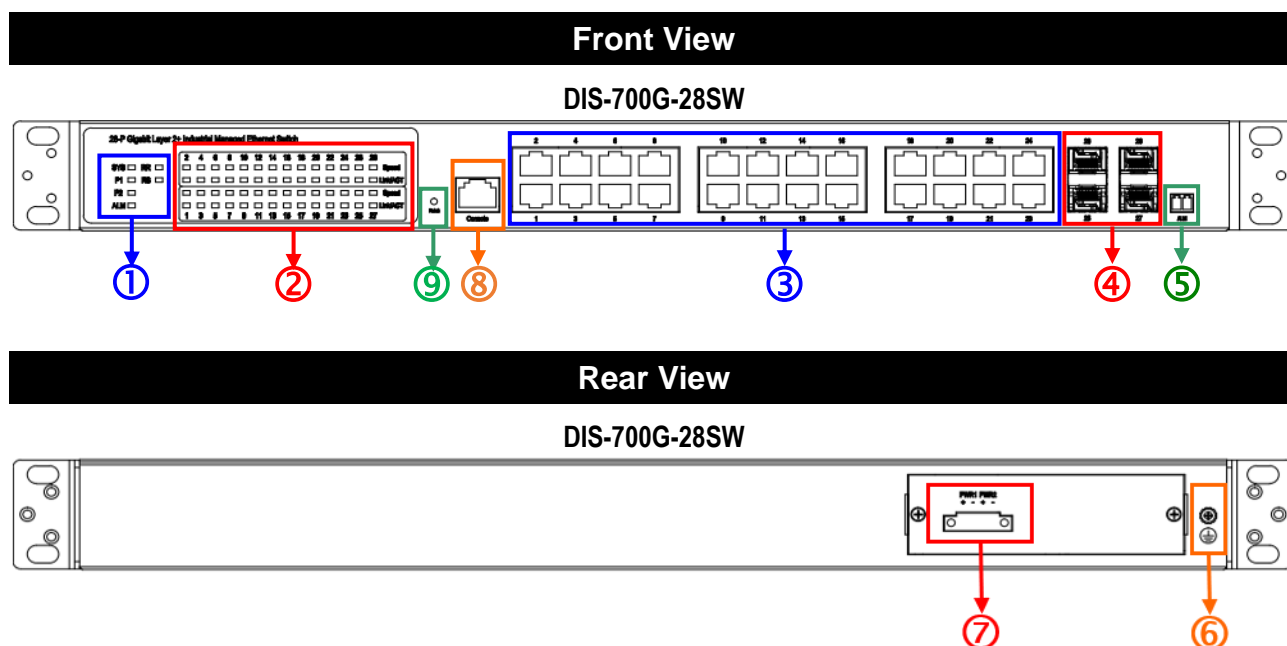 Front View
DIS-700G-28SW
28-P Gigabit Layer 2+ Industrial Managed Ethernet Switch
SYS RR
P1 RS
P2
ALM
2 4 6 8 10 12 14 16 18 20 22 24 26 28
Speed
Link/ACT
Speed
Link/ACT
1 3 5 7 9 11 13 15 17 19 21 23 25 27
Console
2 4 6 8 10 12 14 16 18 20 22 24
1 3 5 7 9 11 13 15 17 19 21 23
26 28
25 27
ALM
① ② ⑨ ⑧ ③ ④ ⑤
Rear View
DIS-700G-28SW
PWR1 PWR2
+ - + -
⑦ ⑥